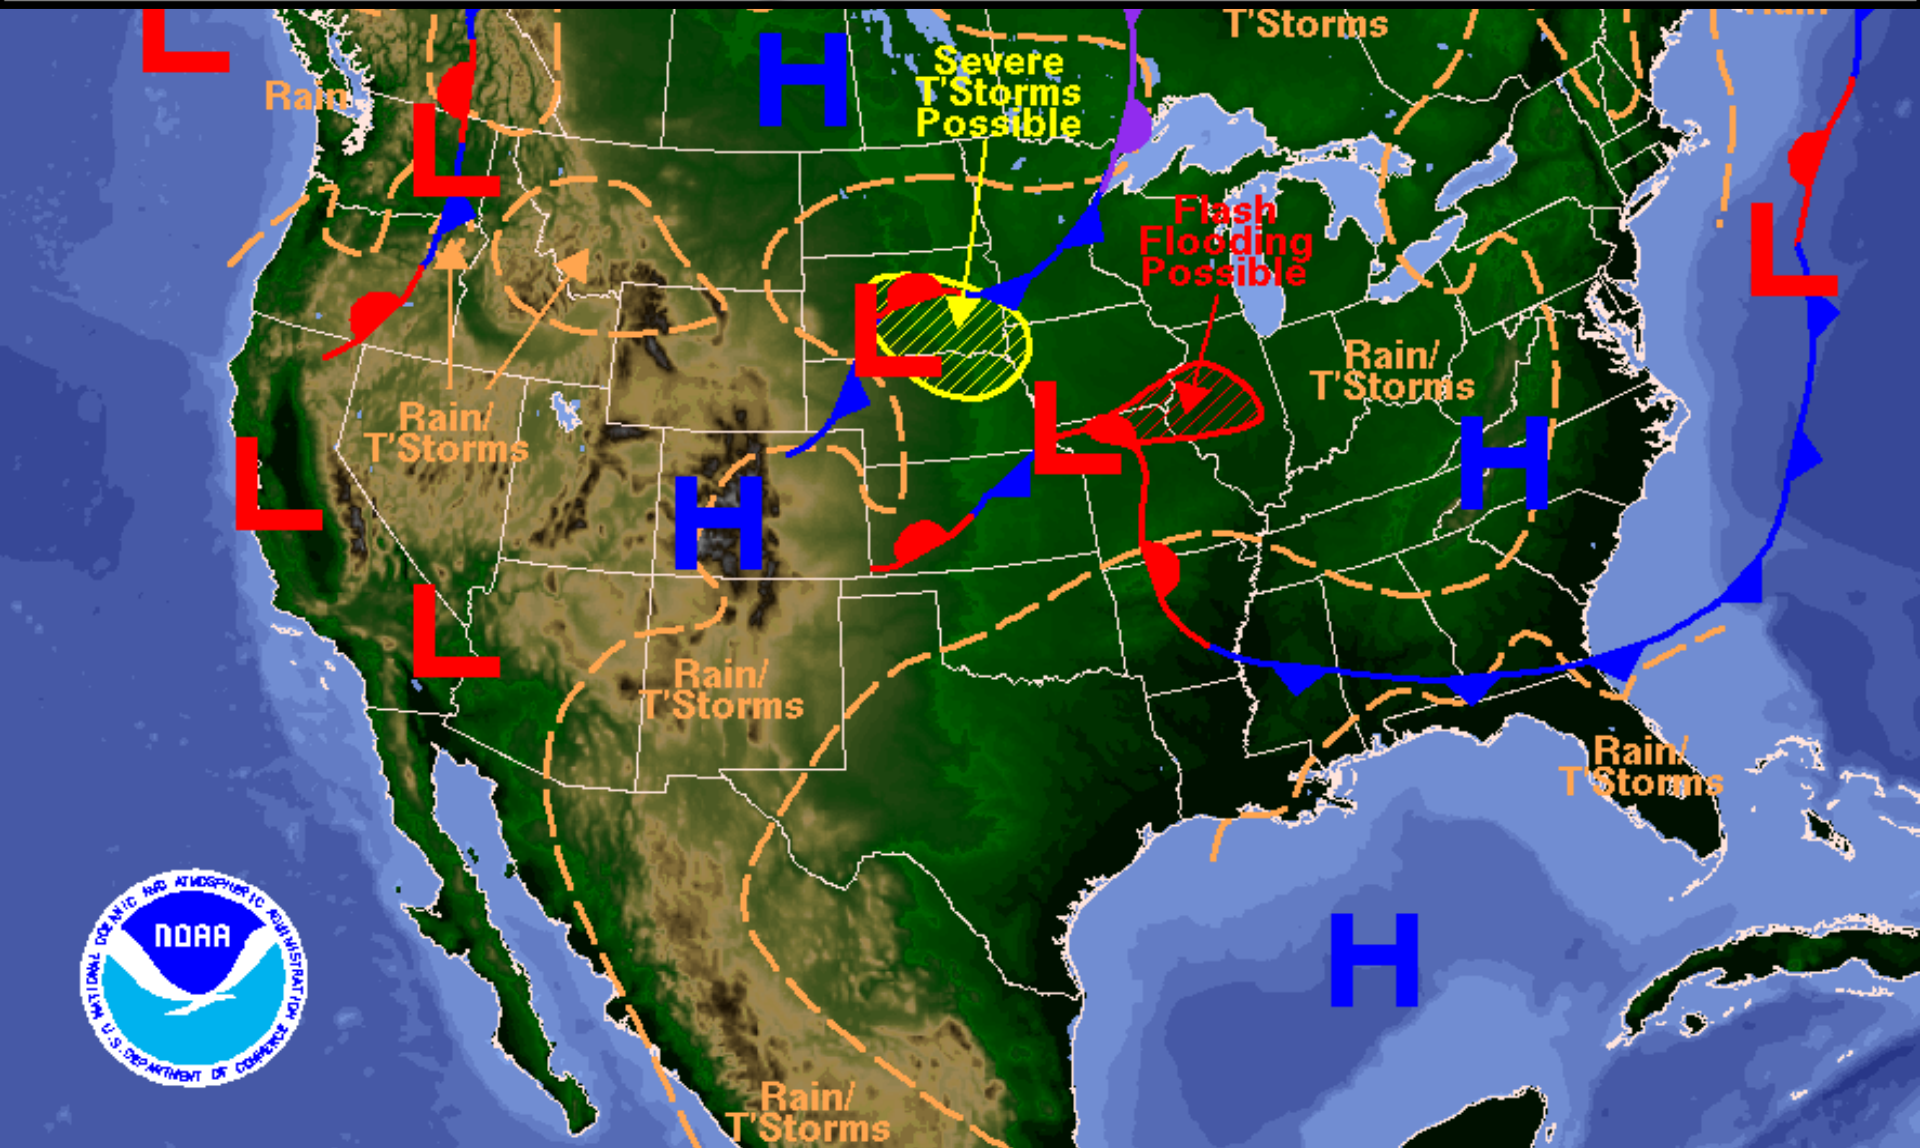 L
T'Storms
Rain
H
Severe
T'Storms
Possible
Rain
L
Flash
Flooding
Possible
L
L
Rain/
T'Storms
Rain/
T'Storms
L
L
H
H
L
Rain/
T'Storms
Rain/
T'Storms
H
NATIONAL OCEANIC AND ATMOSPHERIC ADMINISTRATION
NOAA
U.S. DEPARTMENT OF COMMERCE
Rain/
T'Storms